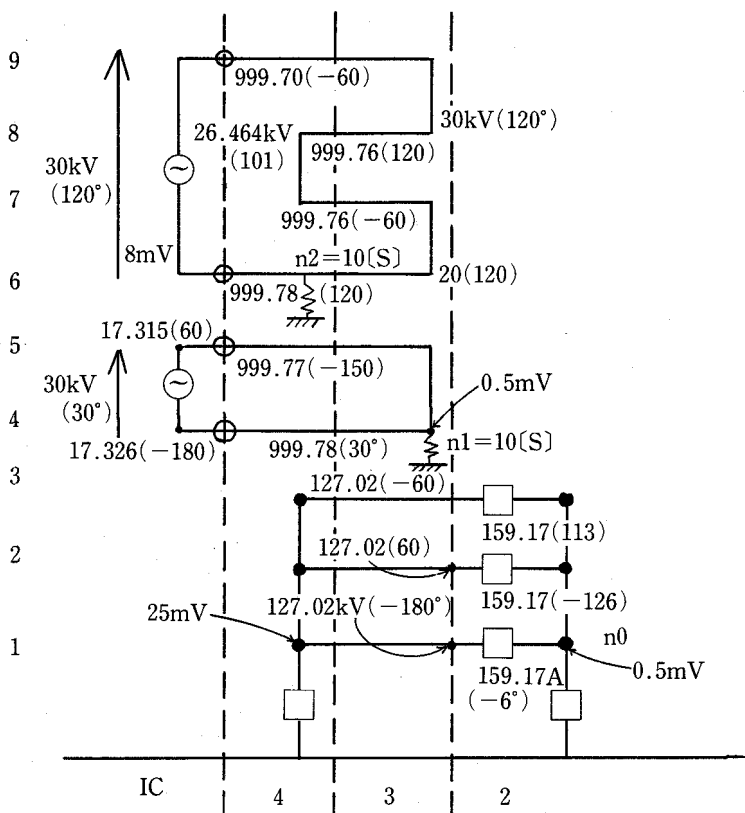 9
999.70(−60)
30kV(120°)
8
26.464kV
(101)
999.76(120)
30kV
(120°)
7
999.76(−60)
8mV
n2=10〔S〕
6
20(120)
999.78
(120)
17.315(60)
5
999.77(−150)
0.5mV
30kV
(30°)
4
17.326(−180)
999.78(30°)
n1=10〔S〕
3
127.02(−60)
159.17(113)
2
127.02(60)
159.17(−126)
25mV
127.02kV(−180°)
1
n0
0.5mV
159.17A
(−6°)
IC
4
3
2